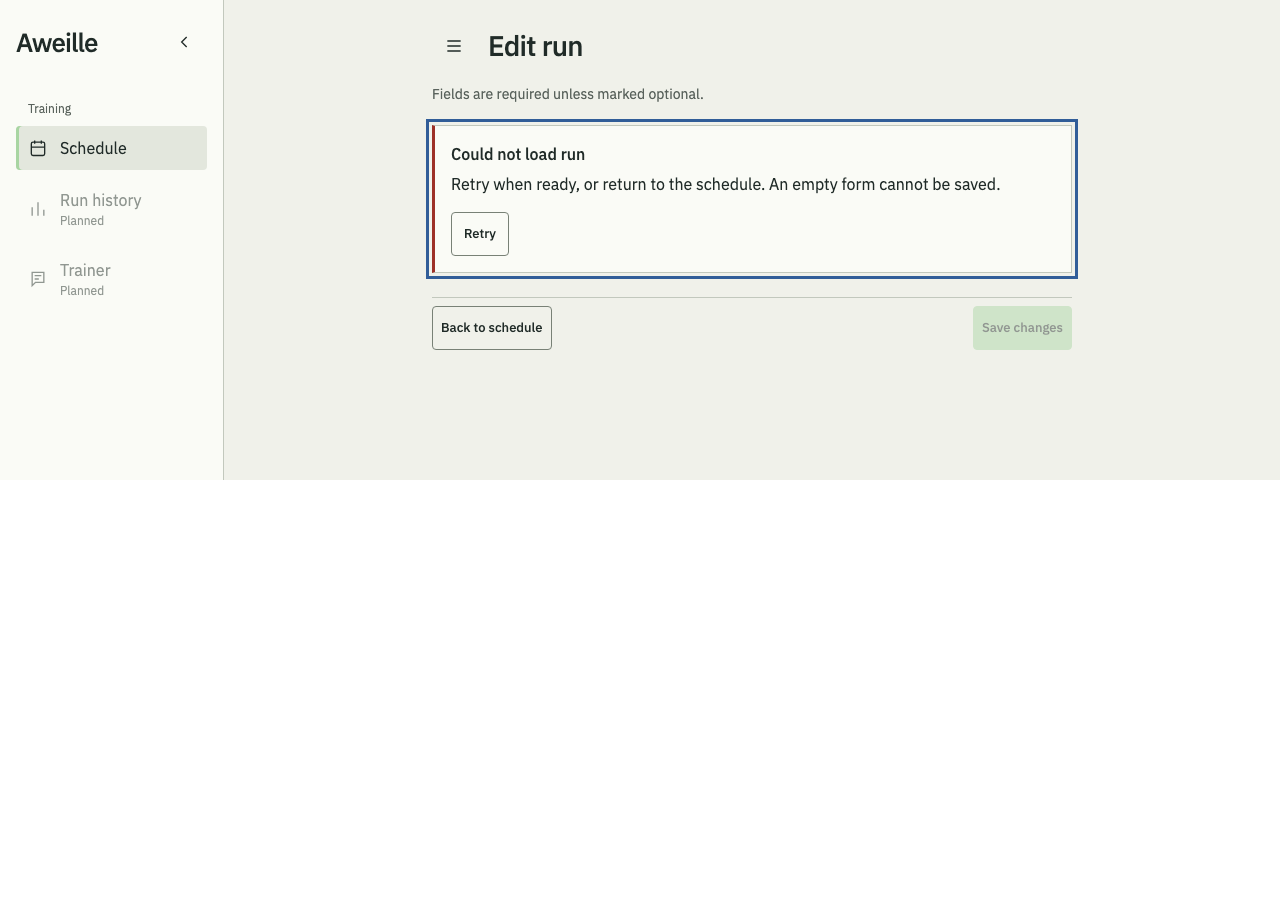 Aweille
Training
Schedule
Run history
Planned
Trainer
Planned
Edit run
Fields are required unless marked optional.
Could not load run
Retry when ready, or return to the schedule. An empty form cannot be saved.
Retry
Back to schedule
Save changes